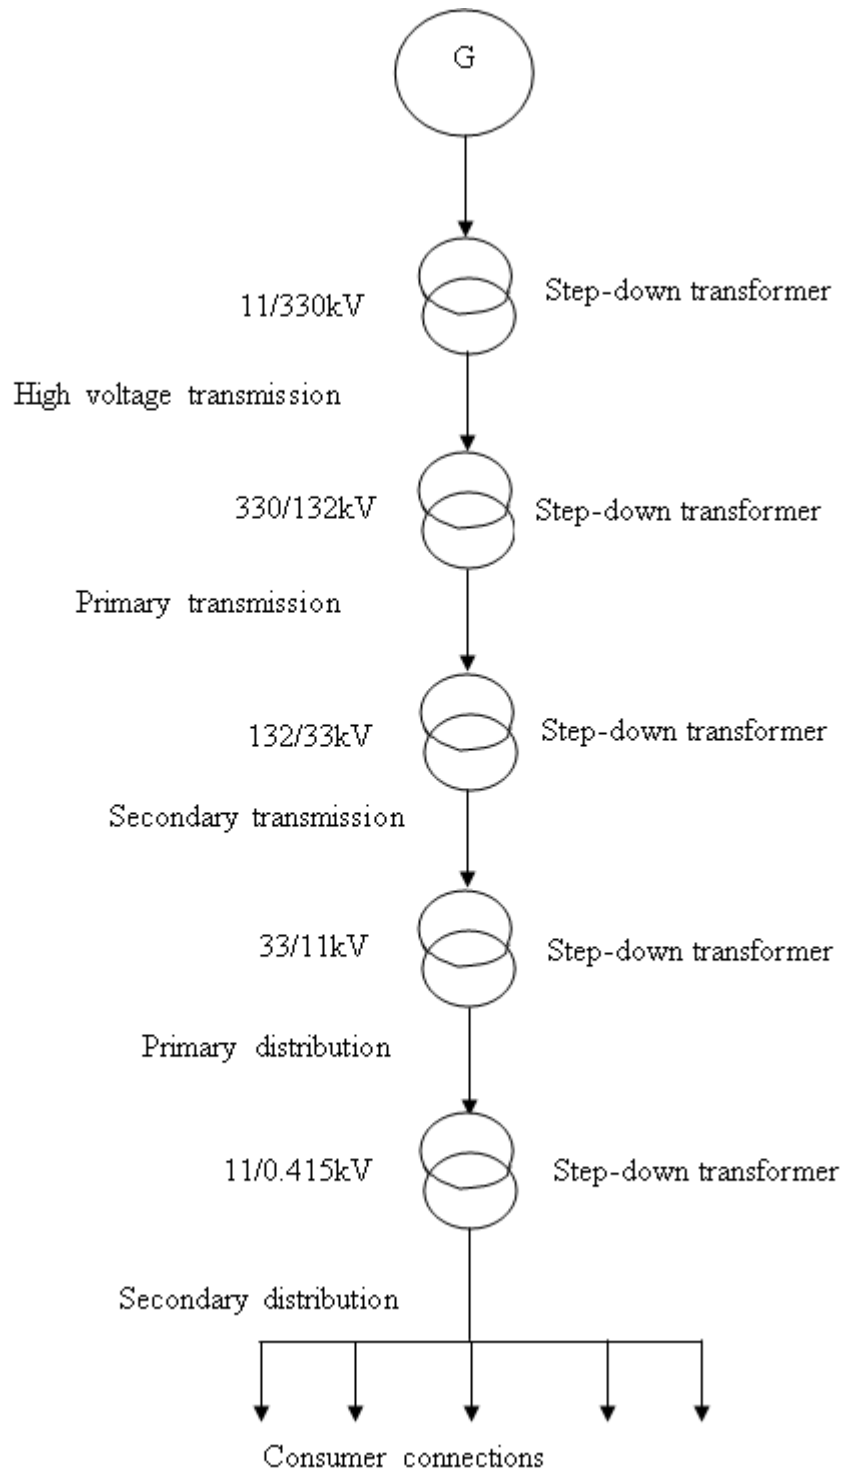 G
11/330kV
Step-down transformer
High voltage transmission
330/132kV
Step-down transformer
Primary transmission
132/33kV
Step-down transformer
Secondary transmission
33/11kV
Step-down transformer
Primary distribution
11/0.415kV
Step-down transformer
Secondary distribution
Consumer connections